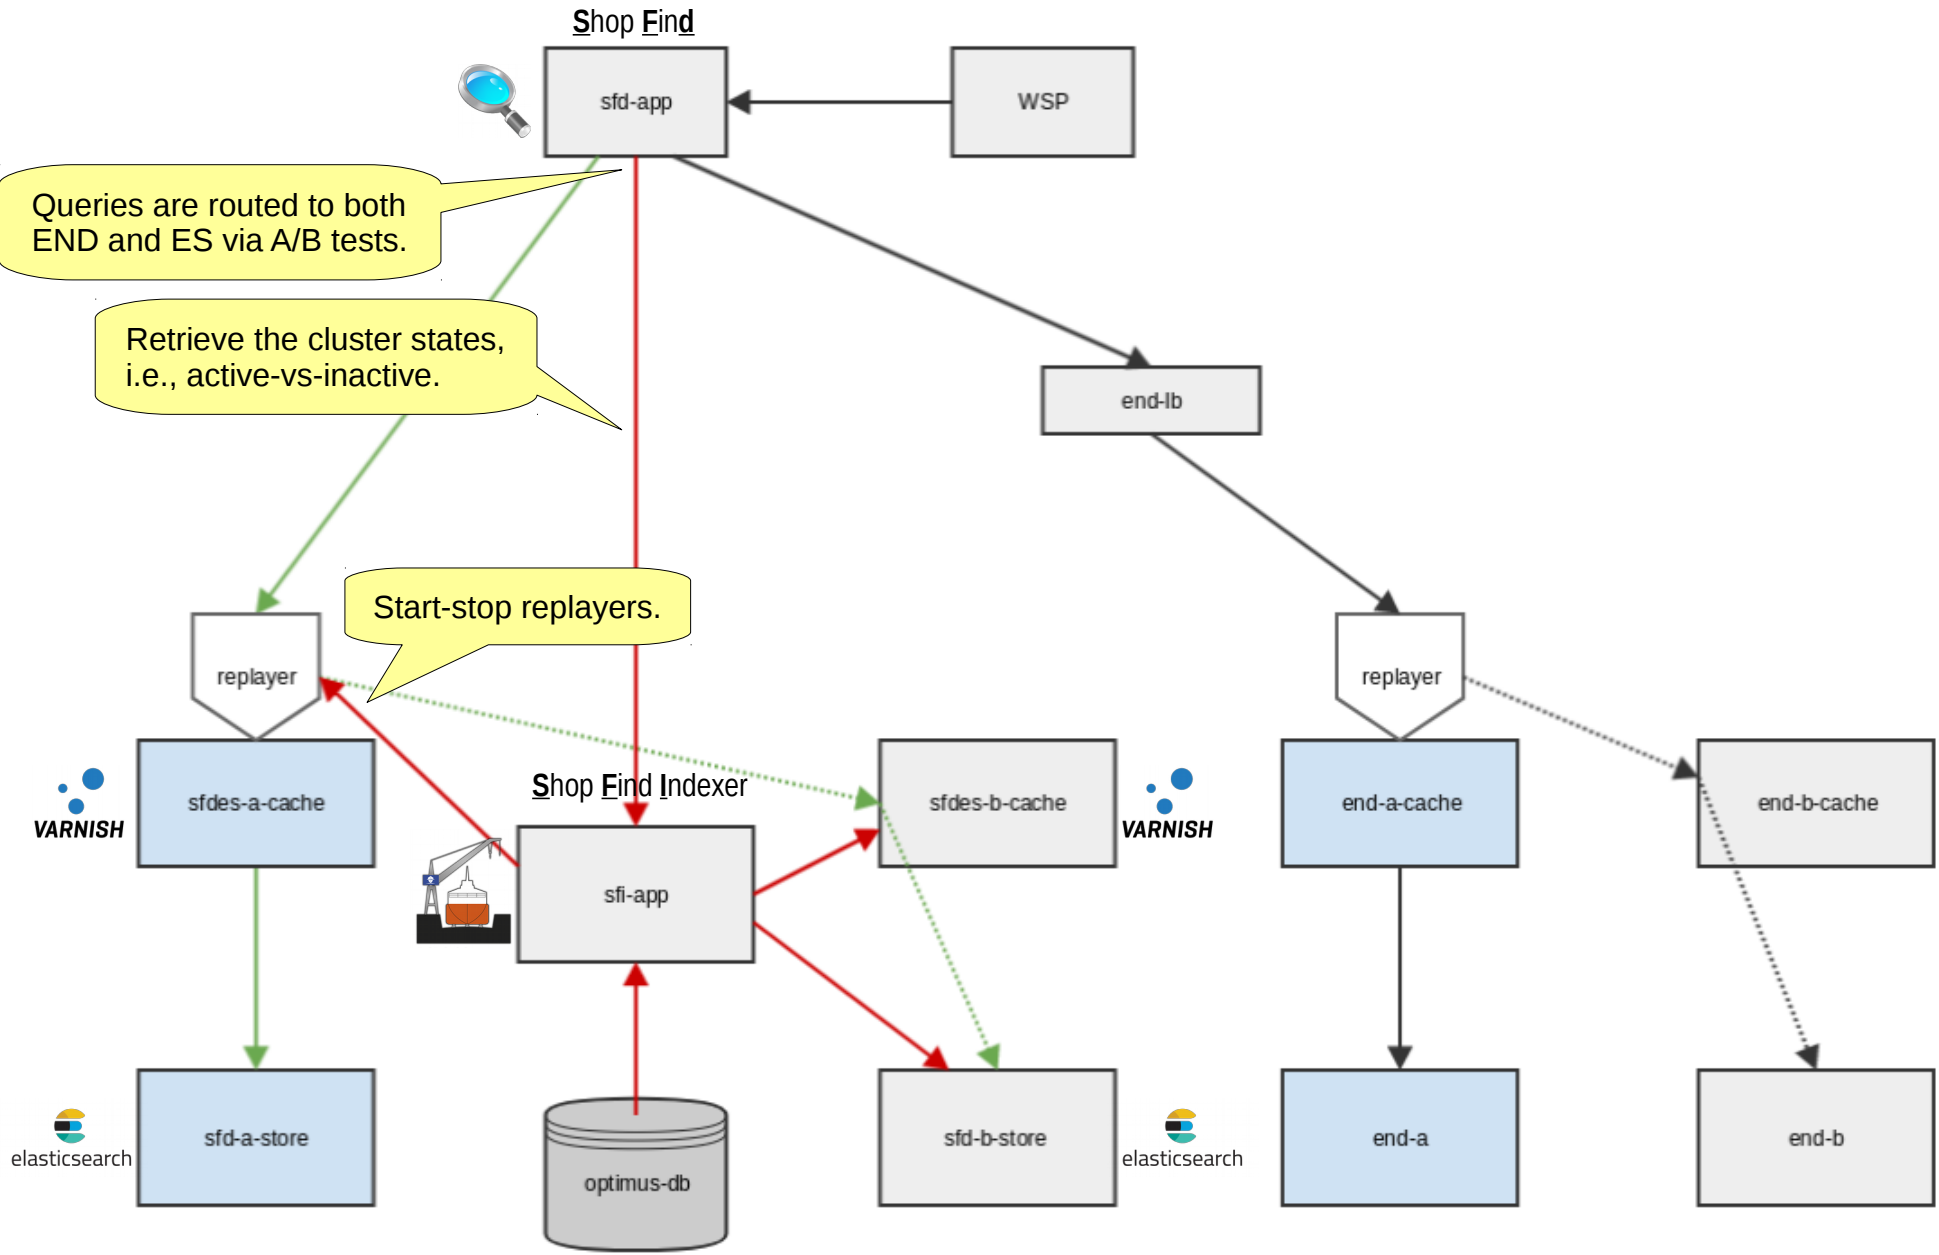 Shop Find
sfd-app
WSP
Queries are routed to both
END and ES via A/B tests.
Retrieve the cluster states,
i.e., active-vs-inactive.
end-lb
Start-stop replayers.
replayer
replayer
Shop Find Indexer
VARNISH
sfdes-a-cache
sfdes-b-cache
VARNISH
end-a-cache
end-b-cache
sfi-app
elasticsearch
sfd-a-store
optimus-db
sfd-b-store
elasticsearch
end-a
end-b